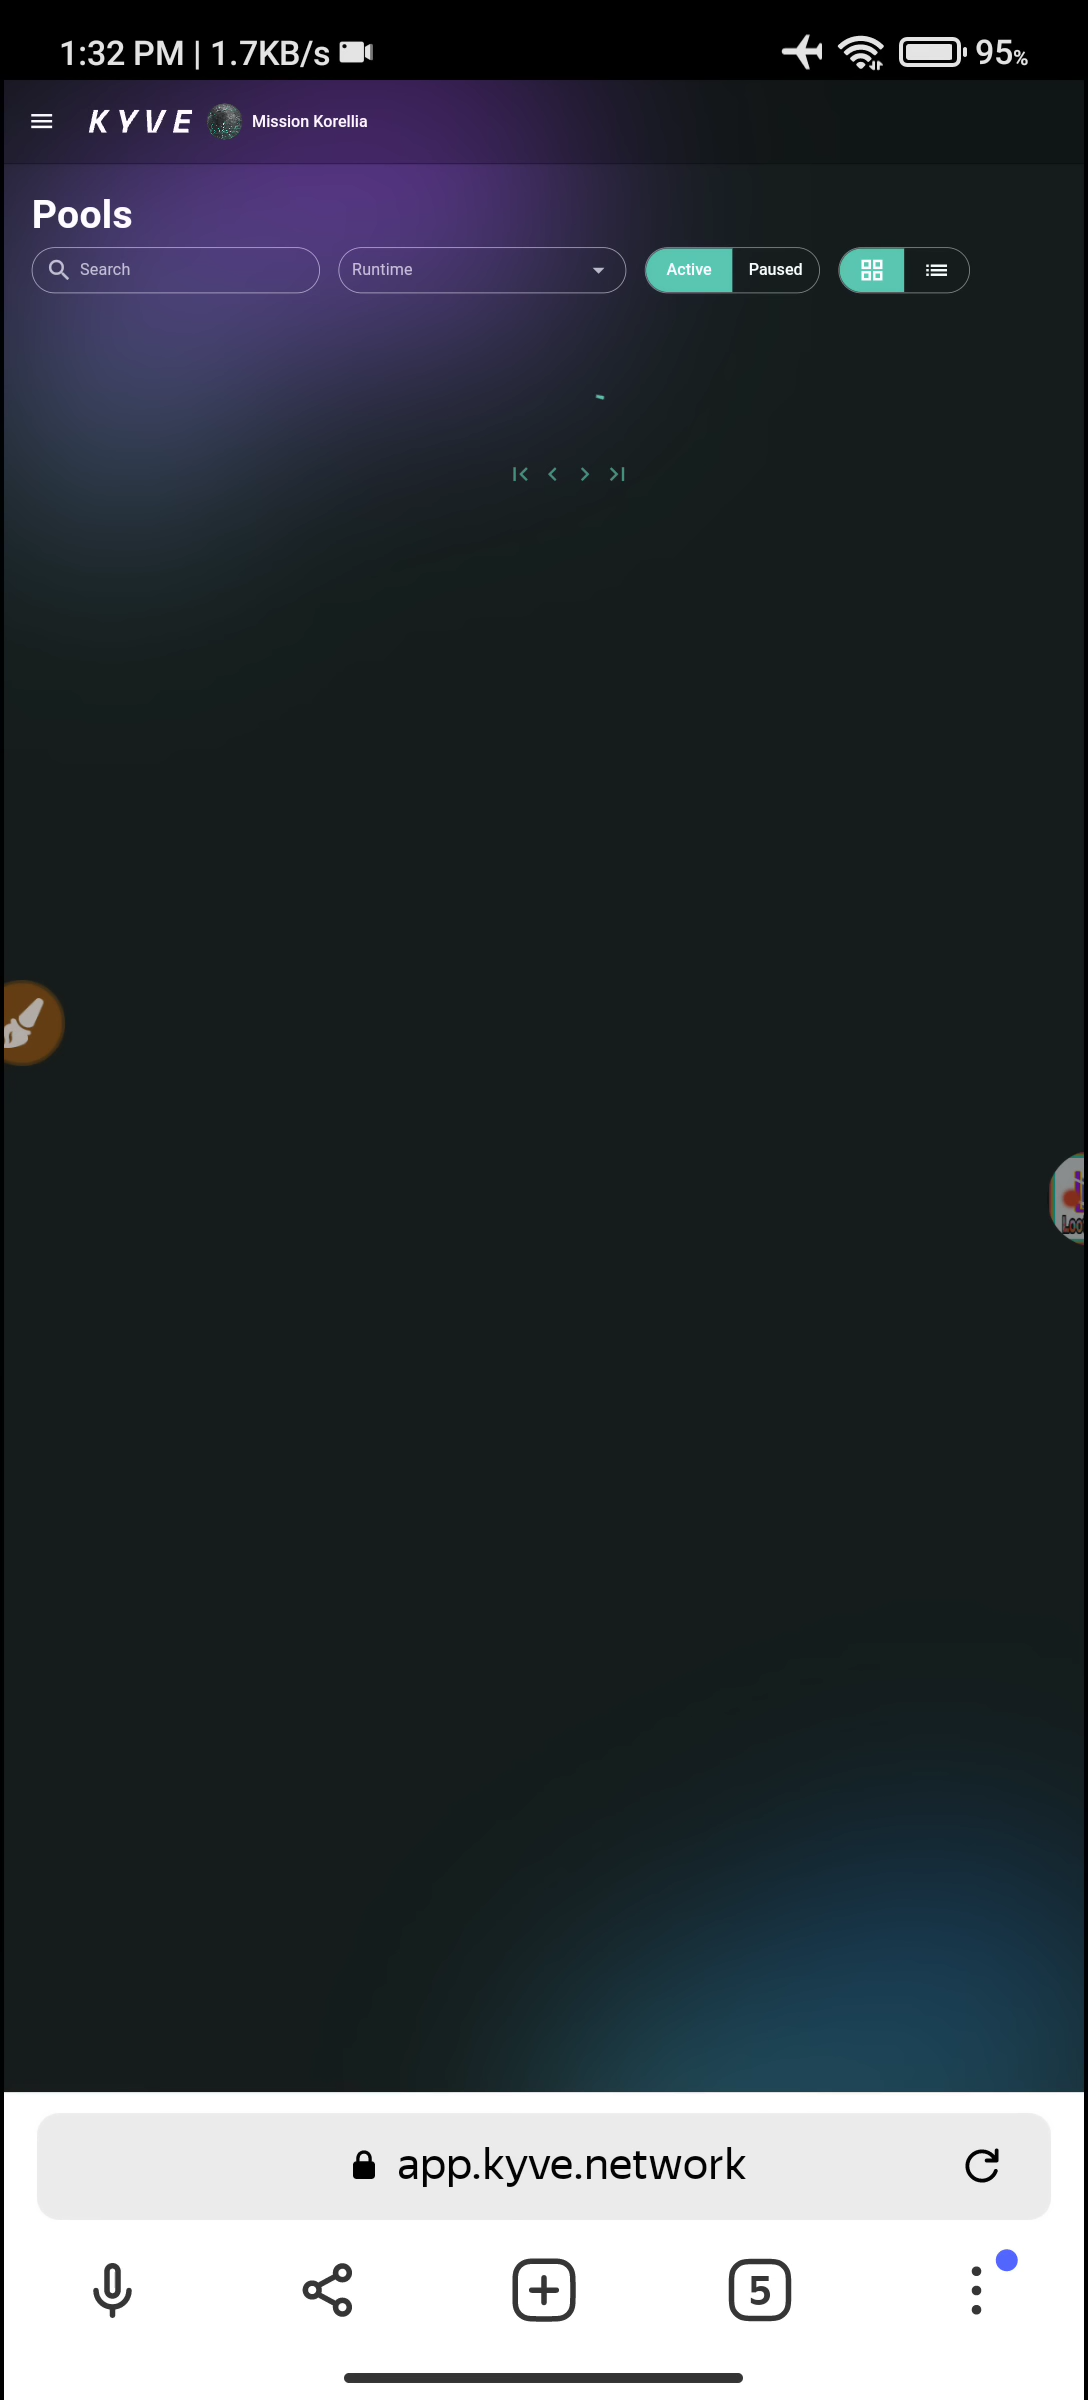 1:32 PM | 1.7KB/s 95%
KYVE Mission Korellia
Pools
Search Runtime Active Paused
app.kyve.network
5